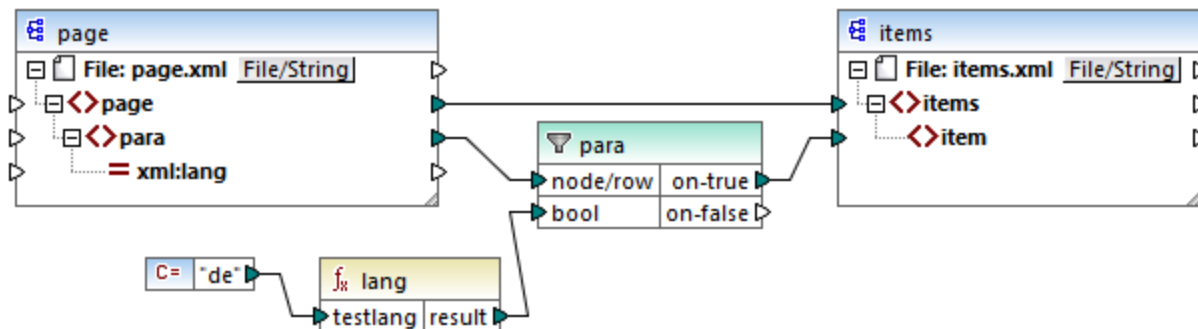 page
File: page.xml File/String
page
para
xml:lang
items
File: items.xml File/String
items
item
para
node/row on-true
bool on-false
C= "de"
fx lang
testlang result